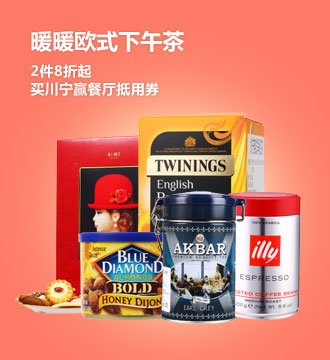 暖暖欧式下午茶
2件8折起
买川宁赢餐厅抵用券
TWININGS
English
BLUE
DIAMOND
ALMONDS
BOLD
HONEY DIJON
AKBAR
EARL GREY
illy
ESPRESSO